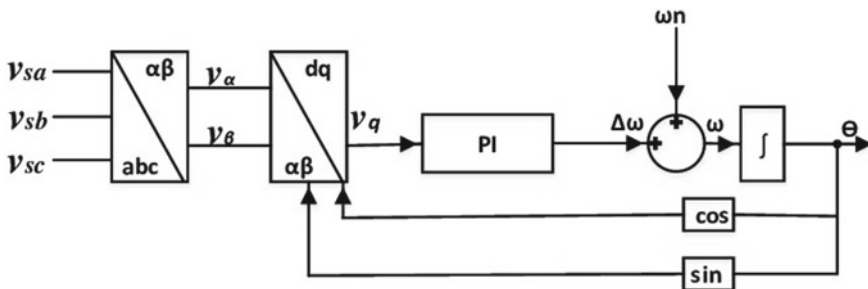 ωn
vsa
vsb
vsc
αβ
abc
vα
vβ
dq
αβ
vq
PI
Δω
+
+
ω
∫
Θ
cos
sin